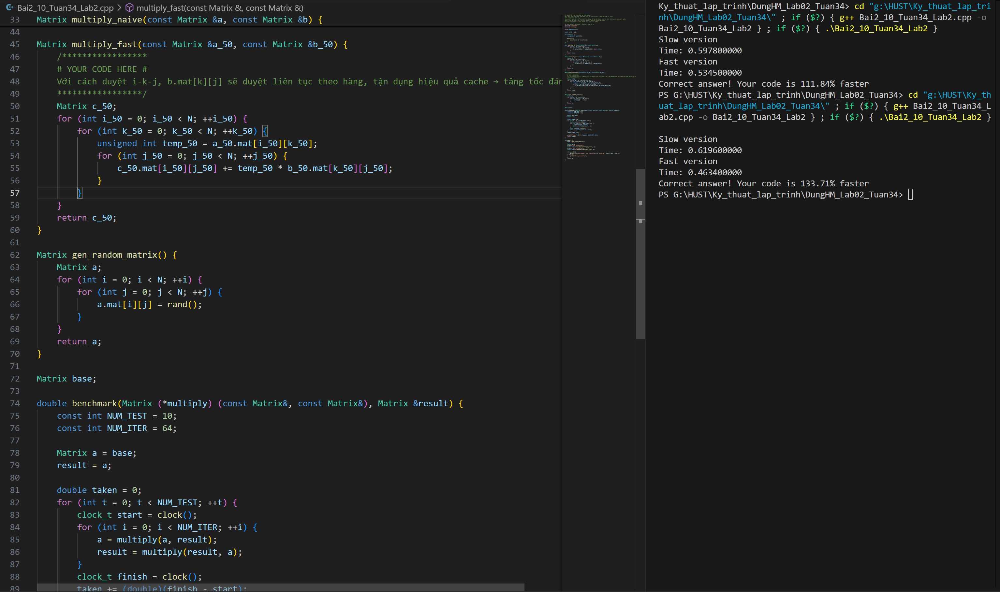 Bai2_10_Tuan34_Lab2.cpp > multiply_fast(const Matrix &, const Matrix &)
33 Matrix multiply_naive(const Matrix &a, const Matrix &b) {
44
45 Matrix multiply_fast(const Matrix &a_50, const Matrix &b_50) {
46 /*****************
47 # YOUR CODE HERE #
48 Với cách duyệt i-k-j, b.mat[k][j] sẽ duyệt liên tục theo hàng, tận dụng hiệu quả cache → tăng tốc
49 *****************/
50 Matrix c_50;
51 for (int i_50 = 0; i_50 < N; ++i_50) {
52 for (int k_50 = 0; k_50 < N; ++k_50) {
53 unsigned int temp_50 = a_50.mat[i_50][k_50];
54 for (int j_50 = 0; j_50 < N; ++j_50) {
55 c_50.mat[i_50][j_50] += temp_50 * b_50.mat[k_50][j_50];
56 }
57 }
58 }
59 return c_50;
60 }
61
62 Matrix gen_random_matrix() {
63 Matrix a;
64 for (int i = 0; i < N; ++i) {
65 for (int j = 0; j < N; ++j) {
66 a.mat[i][j] = rand();
67 }
68 }
69 return a;
70 }
71
72 Matrix base;
73
74 double benchmark(Matrix (*multiply) (const Matrix&, const Matrix&), Matrix &result) {
75 const int NUM_TEST = 10;
76 const int NUM_ITER = 64;
77
78 Matrix a = base;
79 result = a;
80
81 double taken = 0;
82 for (int t = 0; t < NUM_TEST; ++t) {
83 clock_t start = clock();
84 for (int i = 0; i < NUM_ITER; ++i) {
85 a = multiply(a, result);
86 result = multiply(result, a);
87 }
88 clock_t finish = clock();
89 taken += (double)(finish - start);
Ky_thuat_lap_trinh\DungHM_Lab02_Tuan34> cd "g:\HUST\Ky_thuat_lap_tri
nh\DungHM_Lab02_Tuan34\" ; if ($?) { g++ Bai2_10_Tuan34_Lab2.cpp -o
Bai2_10_Tuan34_Lab2 } ; if ($?) { .\Bai2_10_Tuan34_Lab2 }
Slow version
Time: 0.597800000
Fast version
Time: 0.534500000
Correct answer! Your code is 111.84% faster
PS G:\HUST\Ky_thuat_lap_trinh\DungHM_Lab02_Tuan34> cd "g:\HUST\Ky_th
uat_lap_trinh\DungHM_Lab02_Tuan34\" ; if ($?) { g++ Bai2_10_Tuan34_L
ab2.cpp -o Bai2_10_Tuan34_Lab2 } ; if ($?) { .\Bai2_10_Tuan34_Lab2 }
Slow version
Time: 0.619600000
Fast version
Time: 0.463400000
Correct answer! Your code is 133.71% faster
PS G:\HUST\Ky_thuat_lap_trinh\DungHM_Lab02_Tuan34>